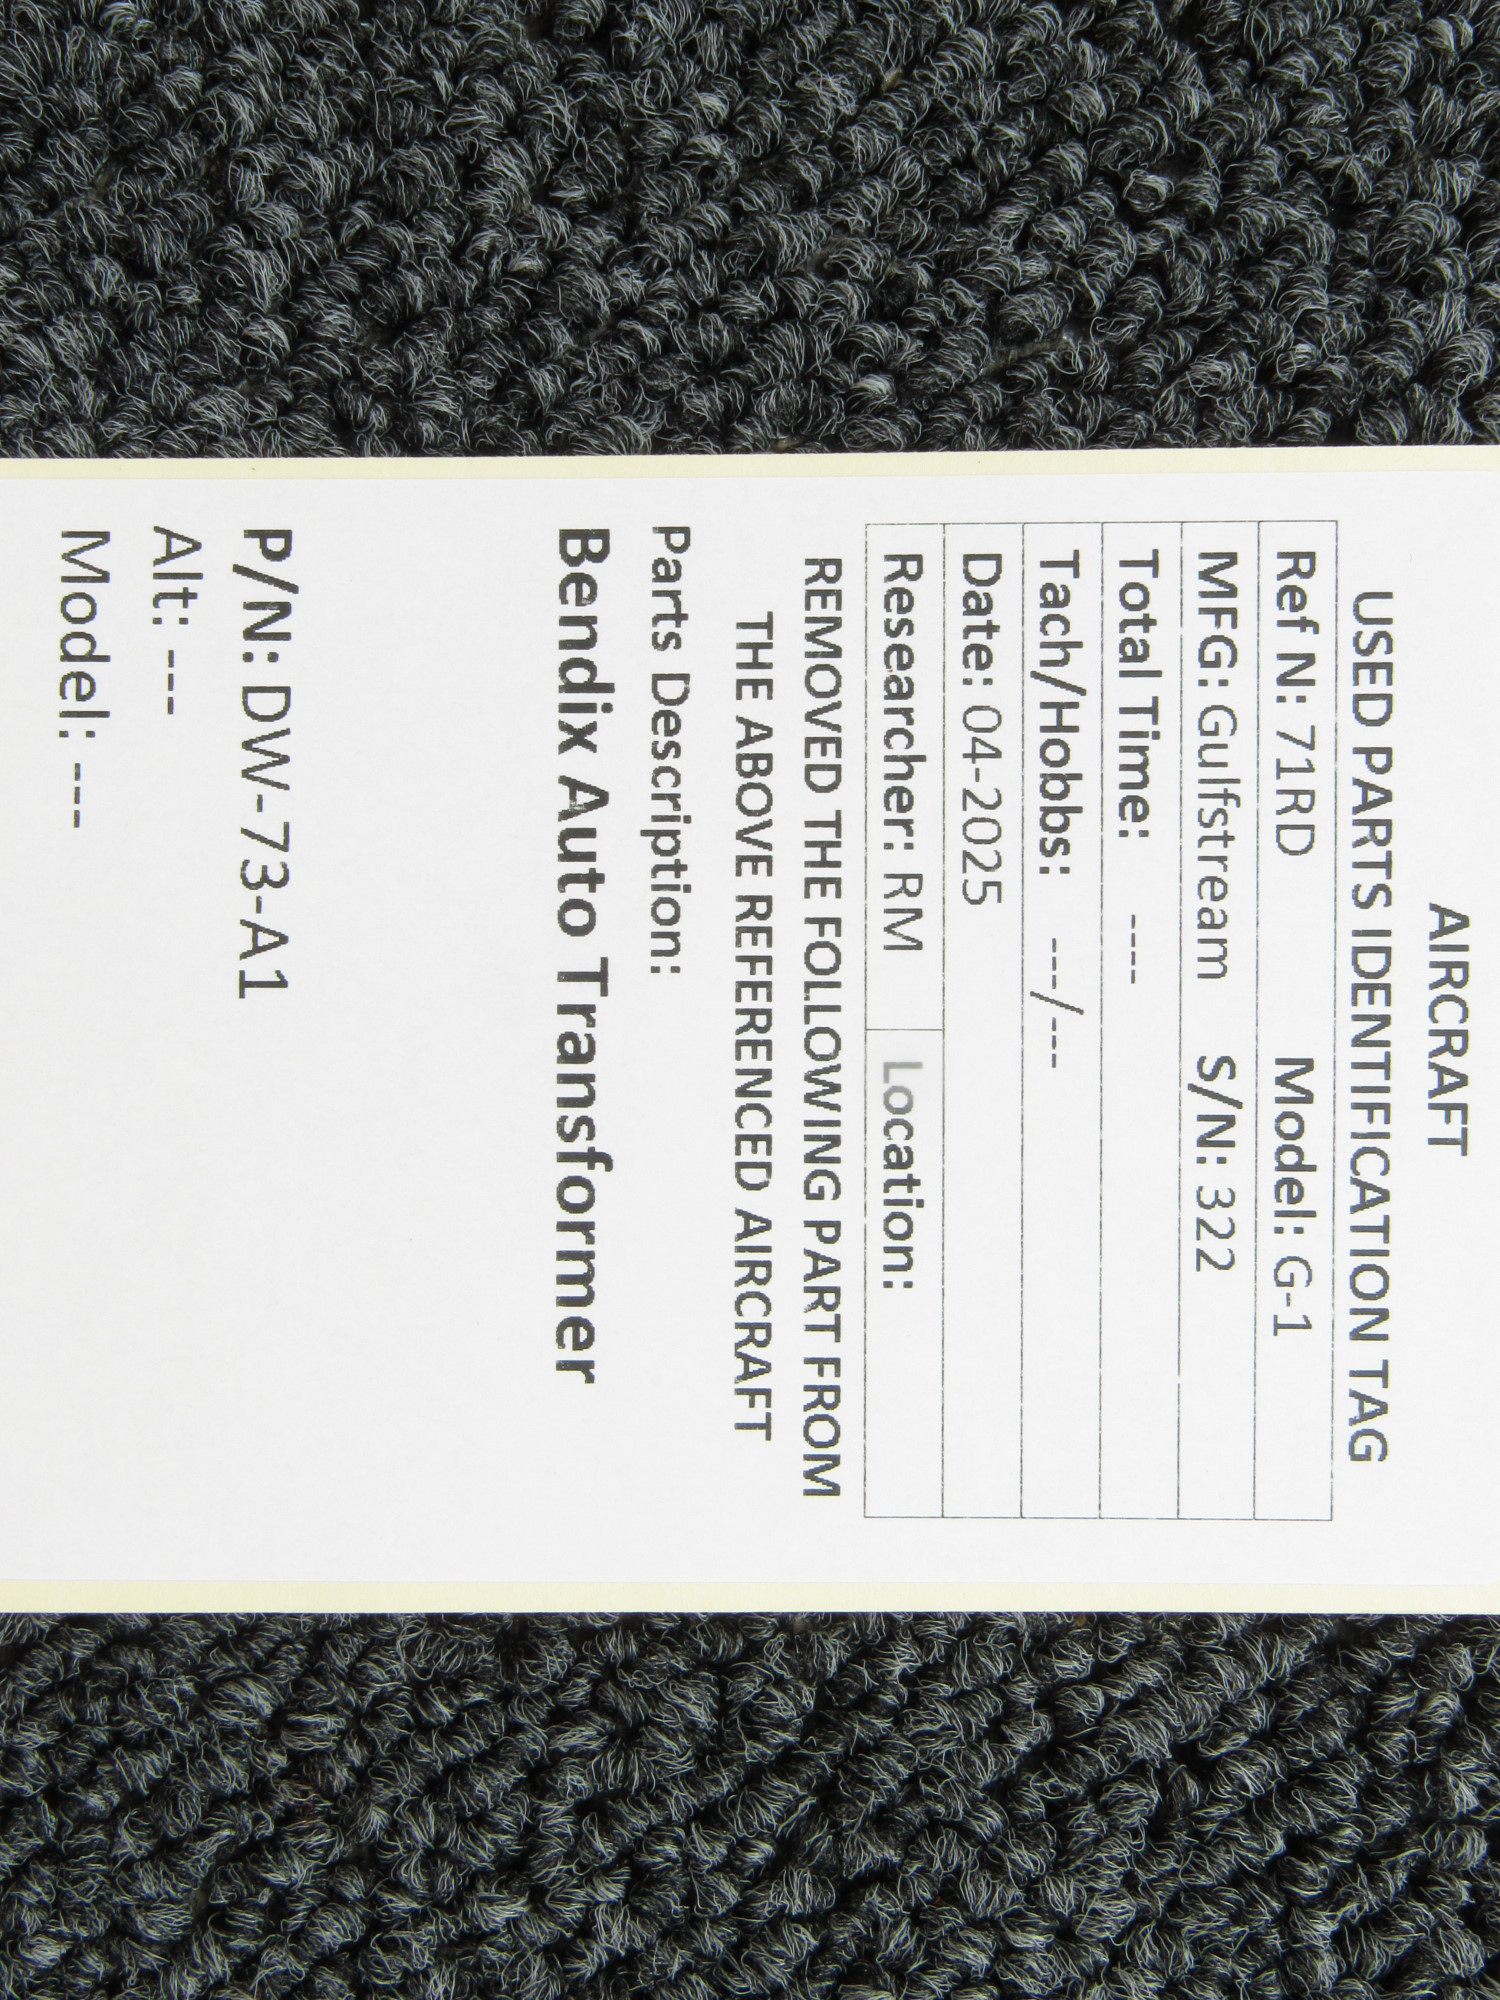 AIRCRAFT
USED PARTS IDENTIFICATION TAG
Ref N: 71RD Model: G-1
MFG: Gulfstream S/N: 322
Total Time: ----
Tach/Hobbs: ---/---
Date: 04-2025
Researcher: RM Location:
REMOVED THE FOLLOWING PART FROM
THE ABOVE REFERENCED AIRCRAFT
Parts Description:
Bendix Auto Transformer
P/N: DW-73-A1
Alt: ---
Model: ---